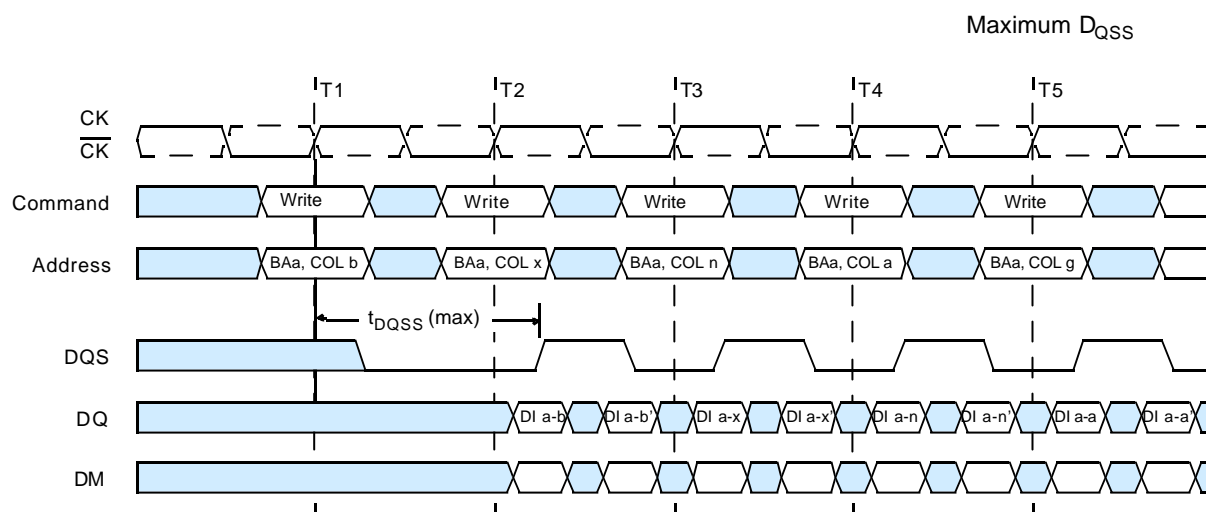 Maximum DQSS
T1 T2 T3 T4 T5
CK
CK
Command Write Write Write Write Write
Address BAa, COL b BAa, COL x BAa, COL n BAa, COL a BAa, COL g
tDQSS (max)
DQS
DQ DI a-b DI a-b' DI a-x DI a-x' DI a-n DI a-n' DI a-a DI a-a'
DM